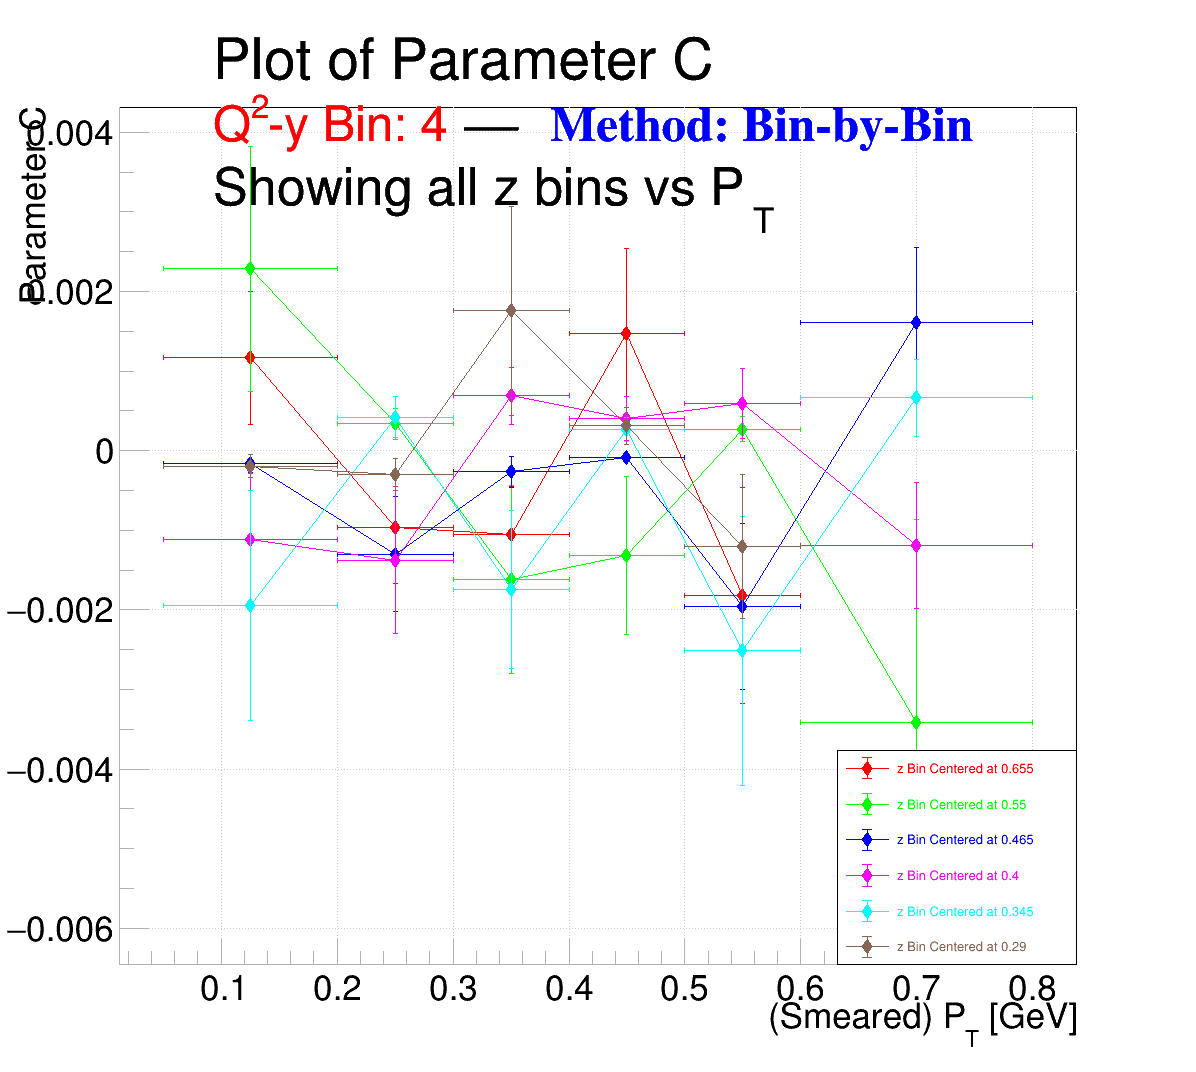 Plot of Parameter C
Q²-y Bin: 4 — Method: Bin-by-Bin
Showing all z bins vs P_T
Parameter C
0.004
0.002
0
−0.002
−0.004
−0.006
z Bin Centered at 0.655
z Bin Centered at 0.55
z Bin Centered at 0.465
z Bin Centered at 0.4
z Bin Centered at 0.345
z Bin Centered at 0.29
0.1 0.2 0.3 0.4 0.5 0.6 0.7 0.8
(Smeared) P_T [GeV]